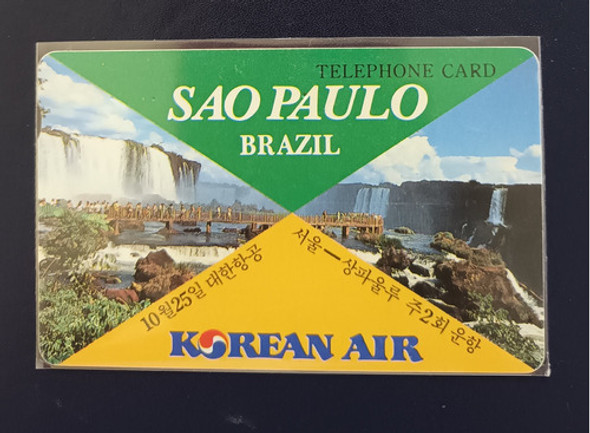 TELEPHONE CARD
SAO PAULO
BRAZIL
10월25일 대한항공
서울─상파울루 주2회 운항
KOREAN AIR